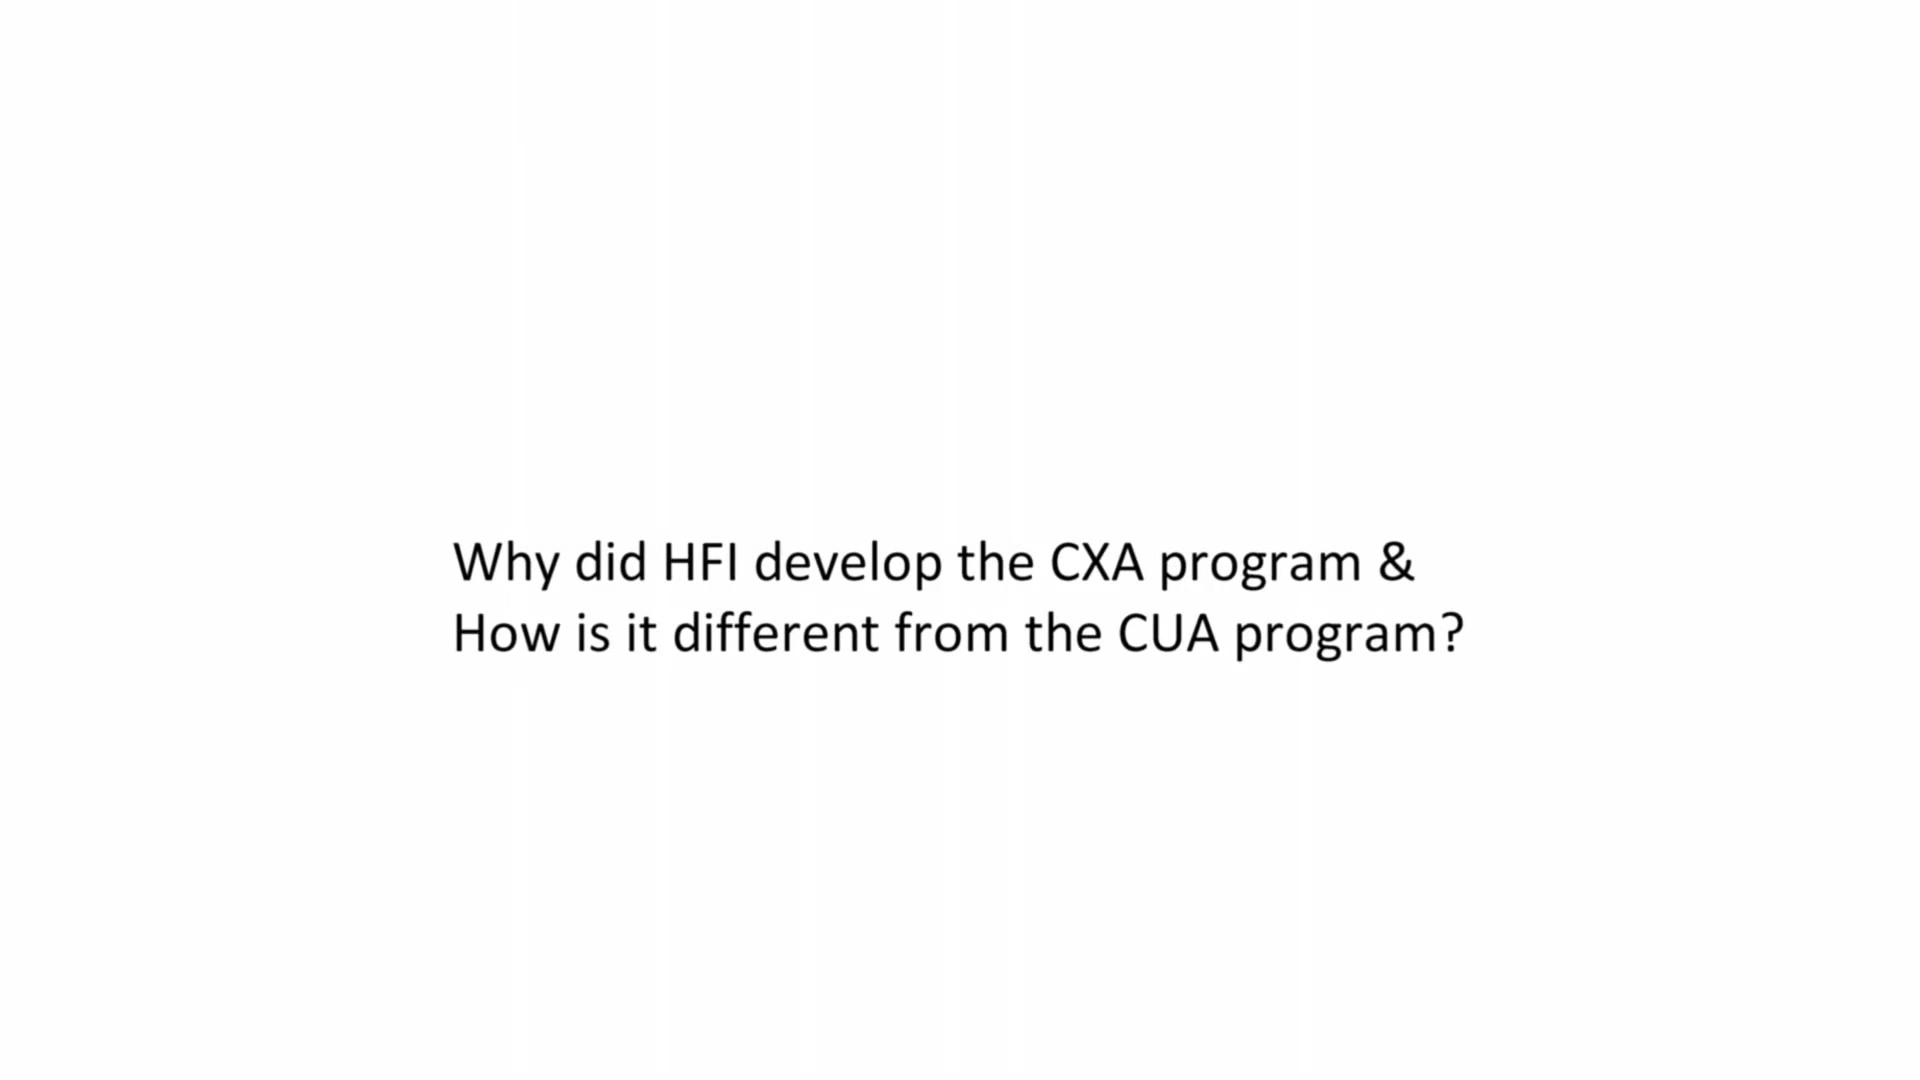 Why did HFI develop the CXA program &
How is it different from the CUA program?